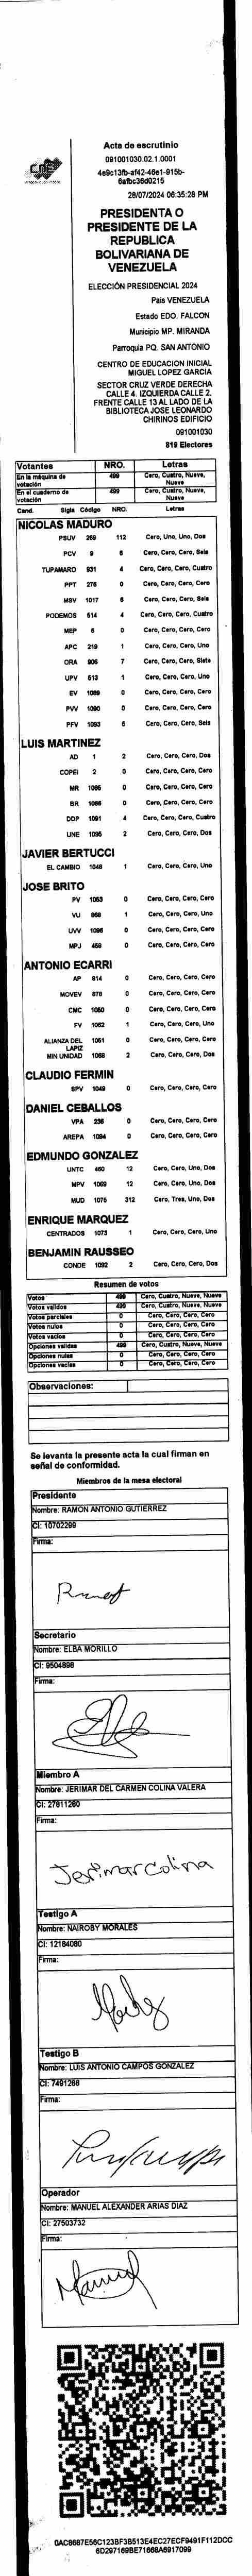 CNE
Acta de escrutinio
091001030.02.1.0001
4e9c13fb-af42-46e1-915b-
6afbc36d0215
28/07/2024 06:35:28 PM
PRESIDENTA O
PRESIDENTE DE LA
REPUBLICA
BOLIVARIANA DE
VENEZUELA
ELECCIÓN PRESIDENCIAL 2024
País VENEZUELA
Estado EDO. FALCON
Municipio MP. MIRANDA
Parroquia PQ. SAN ANTONIO
CENTRO DE EDUCACION INICIAL
MIGUEL LOPEZ GARCIA
SECTOR CRUZ VERDE DERECHA
CALLE 4. IZQUIERDA CALLE 2.
FRENTE CALLE 13 AL LADO DE LA
BIBLIOTECA JOSE LEONARDO
CHIRINOS EDIFICIO
091001030
819 Electores
Votantes NRO. Letras
En la máquina de votación 499 Cero, Cuatro, Nueve, Nueve
En el cuaderno de votación 499 Cero, Cuatro, Nueve, Nueve
Cand. Sigla Código NRO. Letras
NICOLAS MADURO
PSUV 269 112 Cero, Uno, Uno, Dos
PCV 9 6 Cero, Cero, Cero, Seis
TUPAMARO 931 4 Cero, Cero, Cero, Cuatro
PPT 276 0 Cero, Cero, Cero, Cero
MSV 1017 6 Cero, Cero, Cero, Seis
PODEMOS 514 4 Cero, Cero, Cero, Cuatro
MEP 6 0 Cero, Cero, Cero, Cero
APC 219 1 Cero, Cero, Cero, Uno
ORA 906 7 Cero, Cero, Cero, Siete
UPV 513 1 Cero, Cero, Cero, Uno
EV 1089 0 Cero, Cero, Cero, Cero
PVV 1090 0 Cero, Cero, Cero, Cero
PFV 1093 6 Cero, Cero, Cero, Seis
LUIS MARTINEZ
AD 1 2 Cero, Cero, Cero, Dos
COPEI 2 0 Cero, Cero, Cero, Cero
MR 1065 0 Cero, Cero, Cero, Cero
BR 1066 0 Cero, Cero, Cero, Cero
DDP 1091 4 Cero, Cero, Cero, Cuatro
UNE 1095 2 Cero, Cero, Cero, Dos
JAVIER BERTUCCI
EL CAMBIO 1048 1 Cero, Cero, Cero, Uno
JOSE BRITO
PV 1053 0 Cero, Cero, Cero, Cero
VU 868 1 Cero, Cero, Cero, Uno
UVV 1096 0 Cero, Cero, Cero, Cero
MPJ 459 0 Cero, Cero, Cero, Cero
ANTONIO ECARRI
AP 914 0 Cero, Cero, Cero, Cero
MOVEV 878 0 Cero, Cero, Cero, Cero
CMC 1050 0 Cero, Cero, Cero, Cero
FV 1062 1 Cero, Cero, Cero, Uno
ALIANZA DEL LAPIZ 1051 0 Cero, Cero, Cero, Cero
MIN UNIDAD 1068 2 Cero, Cero, Cero, Dos
CLAUDIO FERMIN
SPV 1049 0 Cero, Cero, Cero, Cero
DANIEL CEBALLOS
VPA 236 0 Cero, Cero, Cero, Cero
AREPA 1094 0 Cero, Cero, Cero, Cero
EDMUNDO GONZALEZ
UNTC 460 12 Cero, Cero, Uno, Dos
MPV 1069 12 Cero, Cero, Uno, Dos
MUD 1075 312 Cero, Tres, Uno, Dos
ENRIQUE MARQUEZ
CENTRADOS 1073 1 Cero, Cero, Cero, Uno
BENJAMIN RAUSSEO
CONDE 1092 2 Cero, Cero, Cero, Dos
Resumen de votos
Votos 499 Cero, Cuatro, Nueve, Nueve
Votos validos 499 Cero, Cuatro, Nueve, Nueve
Votos parciales 0 Cero, Cero, Cero, Cero
Votos nulos 0 Cero, Cero, Cero, Cero
Votos vacios 0 Cero, Cero, Cero, Cero
Opciones validas 499 Cero, Cuatro, Nueve, Nueve
Opciones nulas 0 Cero, Cero, Cero, Cero
Opciones vacias 0 Cero, Cero, Cero, Cero
Observaciones:
Se levanta la presente acta la cual firman en
señal de conformidad.
Miembros de la mesa electoral
Presidente
Nombre: RAMON ANTONIO GUTIERREZ
CI: 10702299
Firma:
Secretario
Nombre: ELBA MORILLO
CI: 9504898
Firma:
Miembro A
Nombre: JERIMAR DEL CARMEN COLINA VALERA
CI: 27811260
Firma:
Jerimar Colina
Testigo A
Nombre: NAIROBY MORALES
CI: 12184080
Firma:
Testigo B
Nombre: LUIS ANTONIO CAMPOS GONZALEZ
CI: 7491266
Firma:
Operador
Nombre: MANUEL ALEXANDER ARIAS DIAZ
CI: 27503732
Firma:
Manuel
0AC8687E56C123BF3B513E4EC27ECF9491F112DCC
6D297169BE71668A6917099